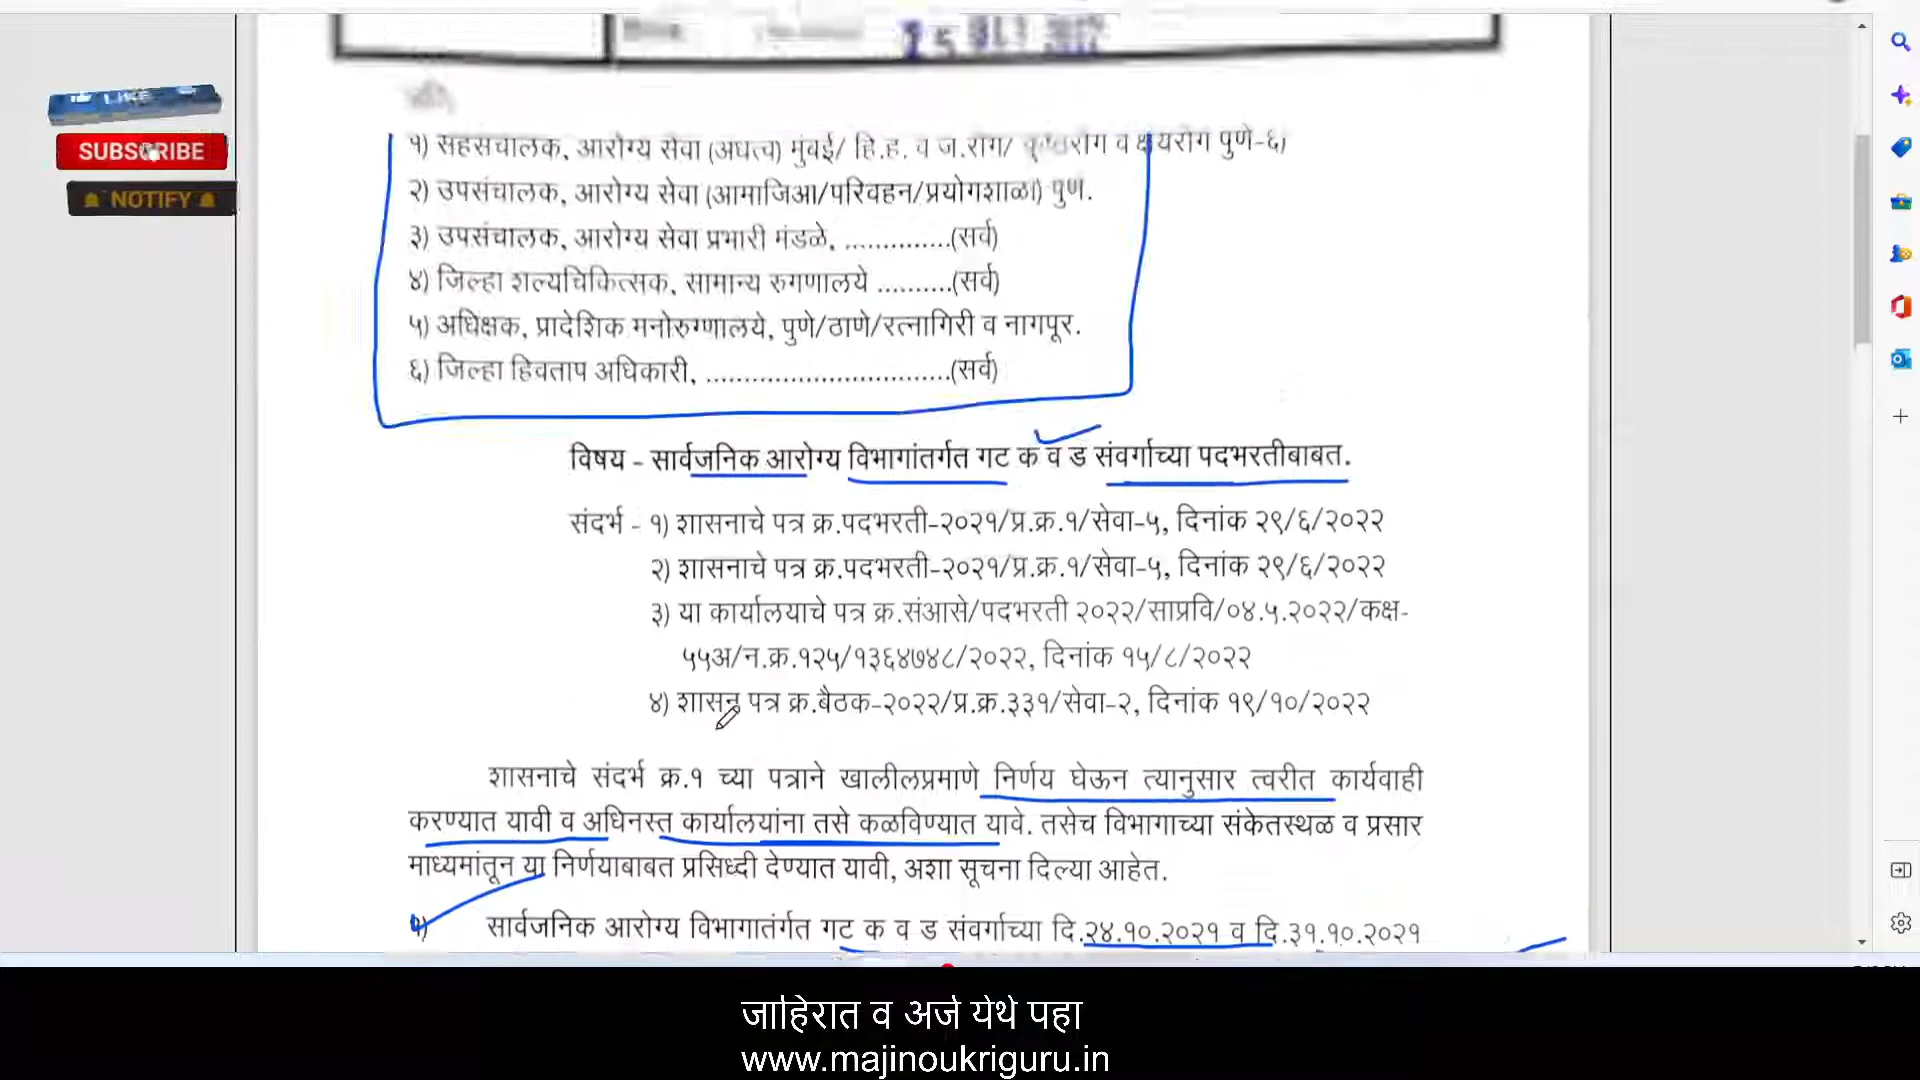 LIKE
SUBSCRIBE
NOTIFY
१) सहसंचालक, आरोग्य सेवा (अंधत्व) मुंबई/ हि.ह. व ज.रोग/ व क्षयरोग पुणे-६/
२) उपसंचालक, आरोग्य सेवा (आमाजिआ/परिवहन/प्रयोगशाळा) पुणे.
३) उपसंचालक, आरोग्य सेवा प्रभारी मंडळे, ..............(सर्व)
४) जिल्हा शल्यचिकित्सक, सामान्य रुगणालये ..........(सर्व)
५) अधिक्षक, प्रादेशिक मनोरुग्णालये, पुणे/ठाणे/रत्नागिरी व नागपूर.
६) जिल्हा हिवताप अधिकारी, ................................(सर्व)
विषय - सार्वजनिक आरोग्य विभागांतर्गत गट क व ड संवर्गाच्या पदभरतीबाबत.
संदर्भ - १) शासनाचे पत्र क्र.पदभरती-२०२१/प्र.क्र.१/सेवा-५, दिनांक २९/६/२०२२
२) शासनाचे पत्र क्र.पदभरती-२०२१/प्र.क्र.१/सेवा-५, दिनांक २९/६/२०२२
३) या कार्यालयाचे पत्र क्र.संआसे/पदभरती २०२२/साप्रवि/०४.५.२०२२/कक्ष-
५५अ/न.क्र.१२५/१३६४७४८/२०२२, दिनांक १५/८/२०२२
४) शासन पत्र क्र.बैठक-२०२२/प्र.क्र.३३१/सेवा-२, दिनांक १९/१०/२०२२
शासनाचे संदर्भ क्र.१ च्या पत्राने खालीलप्रमाणे निर्णय घेऊन त्यानुसार त्वरीत कार्यवाही
करण्यात यावी व अधिनस्त कार्यालयांना तसे कळविण्यात यावे. तसेच विभागाच्या संकेतस्थळ व प्रसार
माध्यमांतून या निर्णयाबाबत प्रसिध्दी देण्यात यावी, अशा सूचना दिल्या आहेत.
१) सार्वजनिक आरोग्य विभागातंर्गत गट क व ड संवर्गाच्या दि.२४.१०.२०२१ व दि.३१.१०.२०२१
जाहिरात व अर्ज येथे पहा
www.majinoukriguru.in